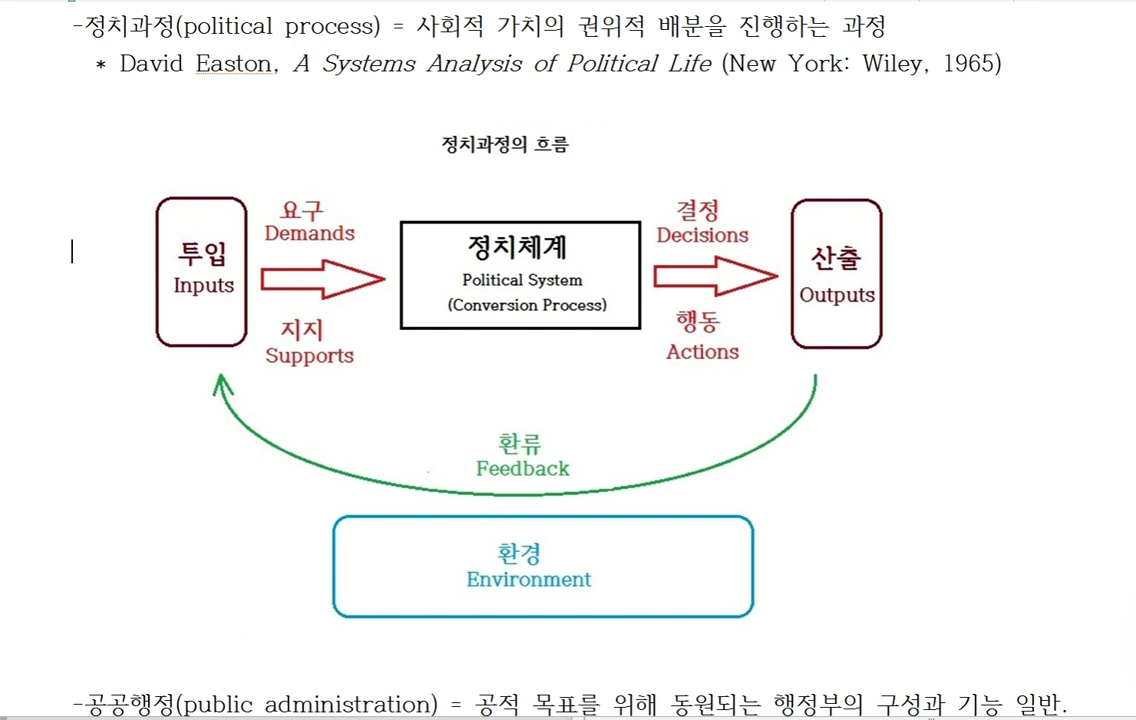 -정치과정(political process) = 사회적 가치의 권위적 배분을 진행하는 과정
* David Easton, A Systems Analysis of Political Life (New York: Wiley, 1965)
정치과정의 흐름
투입
Inputs
요구
Demands
지지
Supports
정치체계
Political System
(Conversion Process)
결정
Decisions
행동
Actions
산출
Outputs
환류
Feedback
환경
Environment
-공공행정(public administration) = 공적 목표를 위해 동원되는 행정부의 구성과 기능 일반.